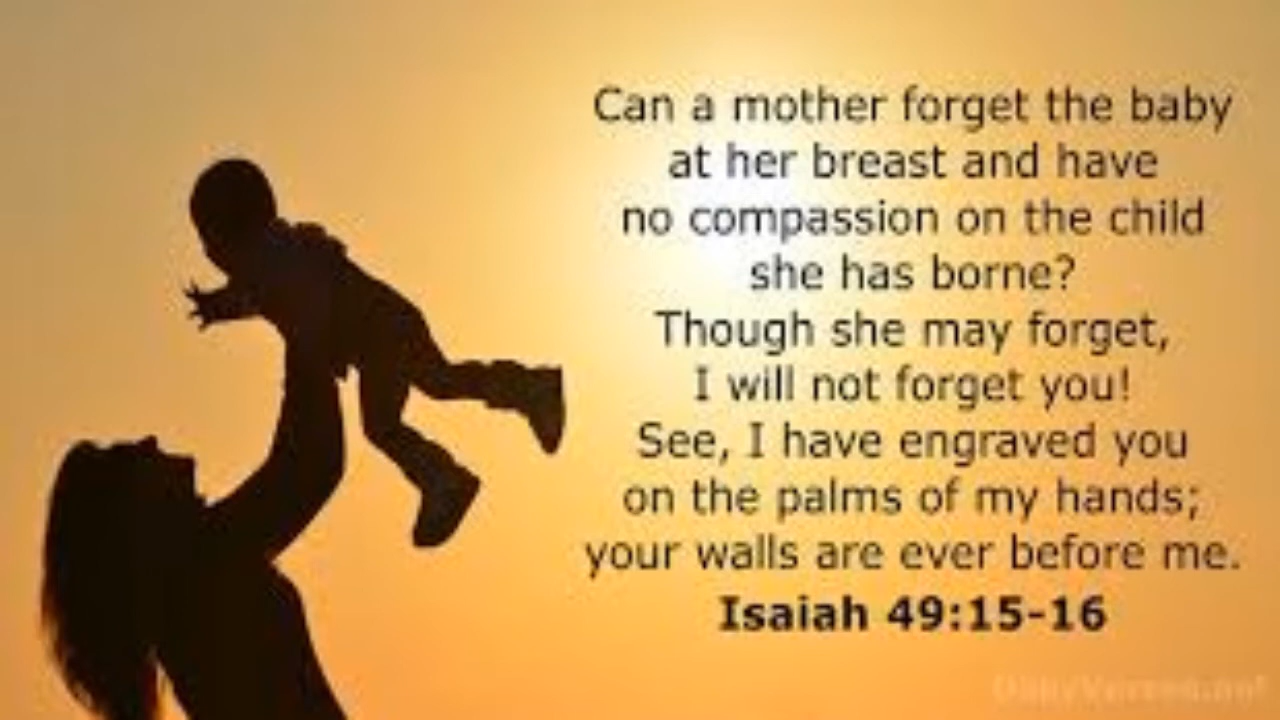 Can a mother forget the baby
at her breast and have
no compassion on the child
she has borne?
Though she may forget,
I will not forget you!
See, I have engraved you
on the palms of my hands;
your walls are ever before me.
Isaiah 49:15-16
DailyVerses.net